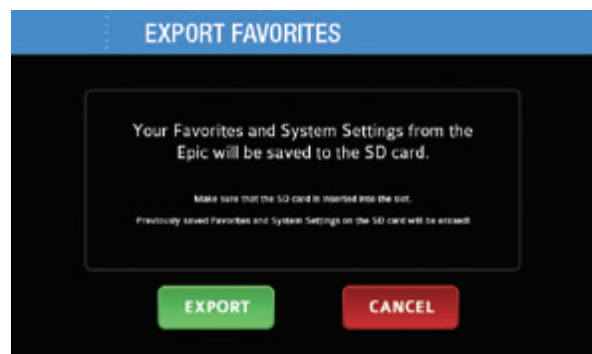 EXPORT FAVORITES
Your Favorites and System Settings from the
Epic will be saved to the SD card.
Make sure that the SD card is inserted into the slot.
Previously saved Favorites and System Settings on the SD card will be erased!
EXPORT
CANCEL